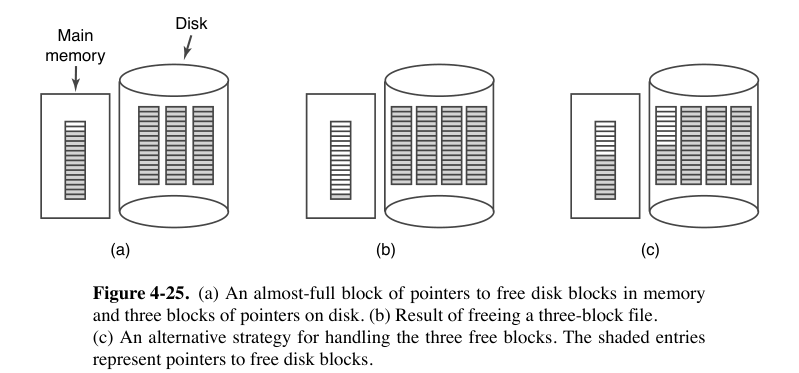 Disk
Main
memory
(a)
(b)
(c)
Figure 4-25. (a) An almost-full block of pointers to free disk blocks in memory
and three blocks of pointers on disk. (b) Result of freeing a three-block file.
(c) An alternative strategy for handling the three free blocks. The shaded entries
represent pointers to free disk blocks.